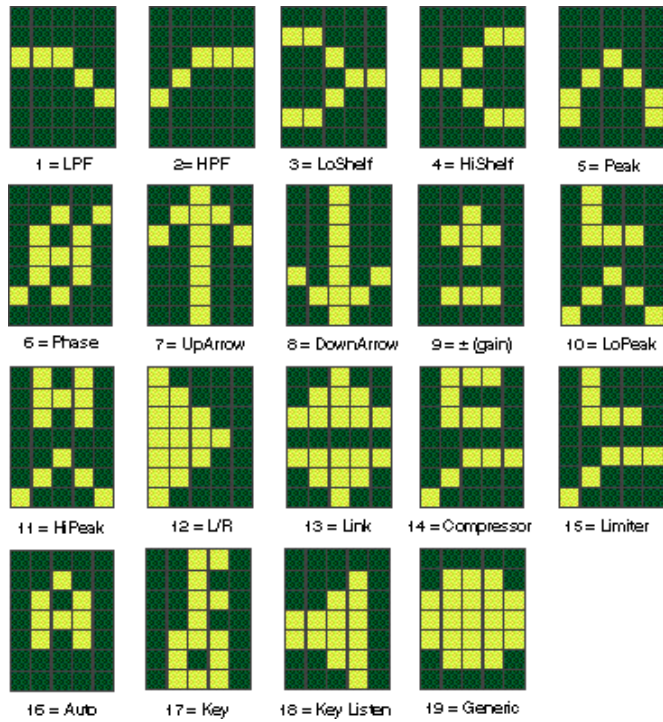 1 = LPF
2= HPF
3 = LoShelf
4 = HiShelf
5 = Peak
6 = Phase
7 = UpArrow
8 = DownArrow
9 = ± (gain)
10 = LoPeak
11 = HiPeak
12 = L/R
13 = Link
14 = Compressor
15 = Limiter
16 = Auto
17 = Key
18 = Key Listen
19 = Generic